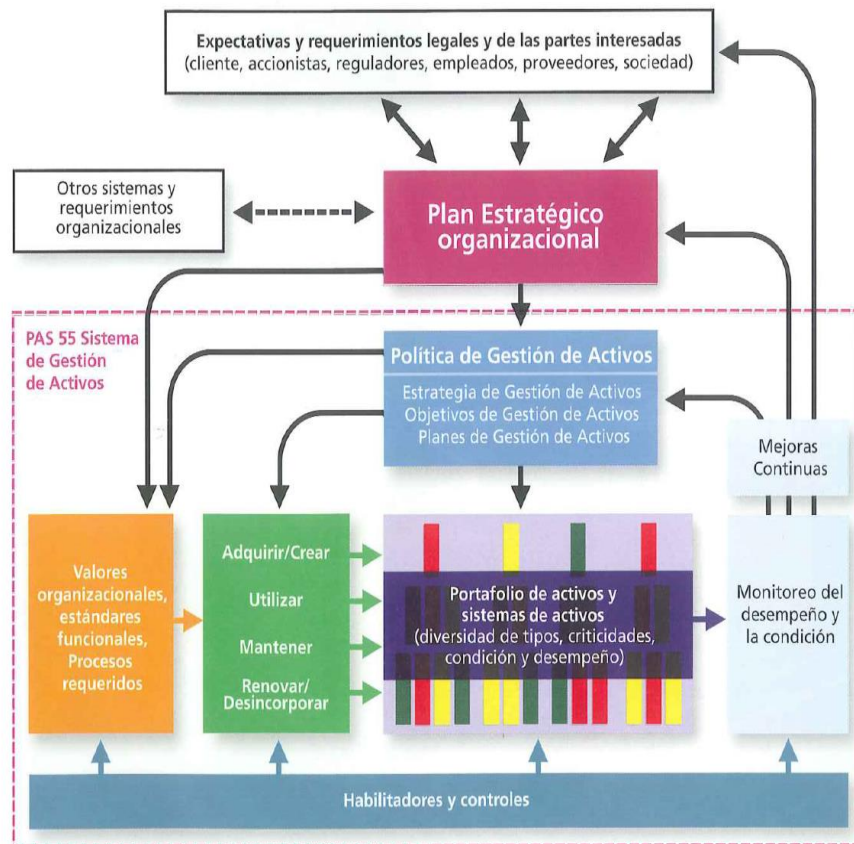 Expectativas y requerimientos legales y de las partes interesadas
(cliente, accionistas, reguladores, empleados, proveedores, sociedad)
Otros sistemas y
requerimientos
organizacionales
Plan Estratégico
organizacional
PAS 55 Sistema
de Gestión
de Activos
Política de Gestión de Activos
Estrategia de Gestión de Activos
Objetivos de Gestión de Activos
Planes de Gestión de Activos
Mejoras
Continuas
Valores
organizacionales,
estándares
funcionales,
Procesos
requeridos
Adquirir/Crear
Utilizar
Mantener
Renovar/
Desincorporar
Portafolio de activos y
sistemas de activos
(diversidad de tipos, criticidades,
condición y desempeño)
Monitoreo del
desempeño y
la condición
Habilitadores y controles